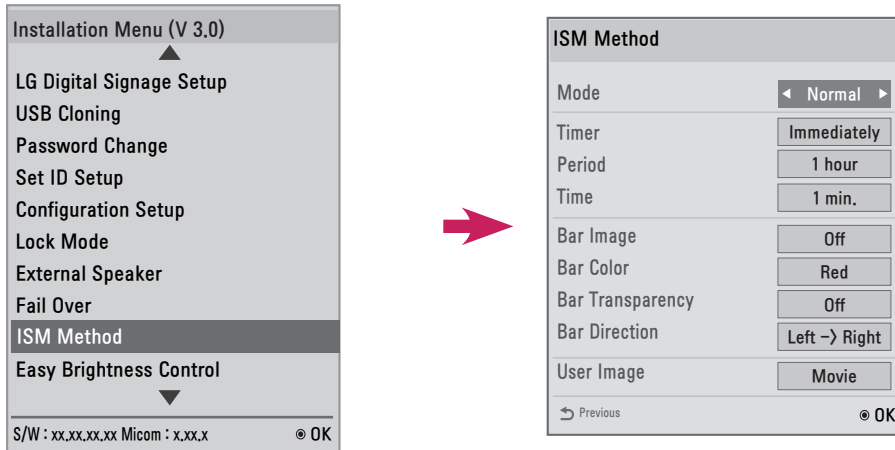 Installation Menu (V 3.0)
LG Digital Signage Setup
USB Cloning
Password Change
Set ID Setup
Configuration Setup
Lock Mode
External Speaker
Fail Over
ISM Method
Easy Brightness Control
S/W : xx.xx.xx.xx Micom : x.xx.x ◉ OK
ISM Method
Mode ◄ Normal ►
Timer Immediately
Period 1 hour
Time 1 min.
Bar Image Off
Bar Color Red
Bar Transparency Off
Bar Direction Left -> Right
User Image Movie
Previous ◉ OK